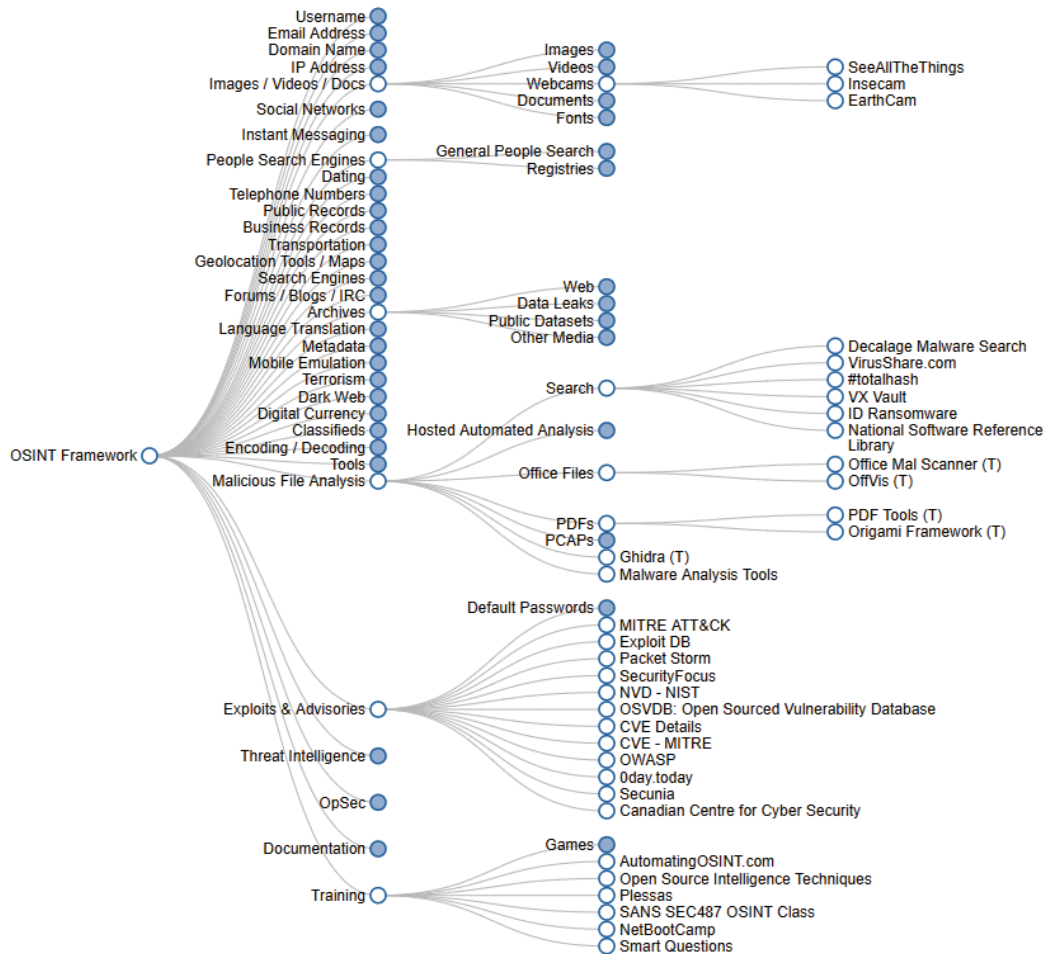 Username
Email Address
Domain Name
IP Address
Images / Videos / Docs
Social Networks
Instant Messaging
People Search Engines
Dating
Telephone Numbers
Public Records
Business Records
Transportation
Geolocation Tools / Maps
Search Engines
Forums / Blogs / IRC
Archives
Language Translation
Metadata
Mobile Emulation
Terrorism
Dark Web
Digital Currency
Classifieds
Encoding / Decoding
OSINT Framework
Tools
Malicious File Analysis
Exploits & Advisories
Threat Intelligence
OpSec
Documentation
Training
Images
Videos
Webcams
Documents
Fonts
General People Search
Registries
Web
Data Leaks
Public Datasets
Other Media
Search
Hosted Automated Analysis
Office Files
PDFs
PCAPs
Ghidra (T)
Malware Analysis Tools
Default Passwords
MITRE ATT&CK
Exploit DB
Packet Storm
SecurityFocus
NVD - NIST
OSVDB: Open Sourced Vulnerability Database
CVE Details
CVE - MITRE
OWASP
0day.today
Secunia
Canadian Centre for Cyber Security
Games
AutomatingOSINT.com
Open Source Intelligence Techniques
Plessas
SANS SEC487 OSINT Class
NetBootCamp
Smart Questions
SeeAllTheThings
Insecam
EarthCam
Decalage Malware Search
VirusShare.com
#totalhash
VX Vault
ID Ransomware
National Software Reference
Library
Office Mal Scanner (T)
OffVis (T)
PDF Tools (T)
Origami Framework (T)